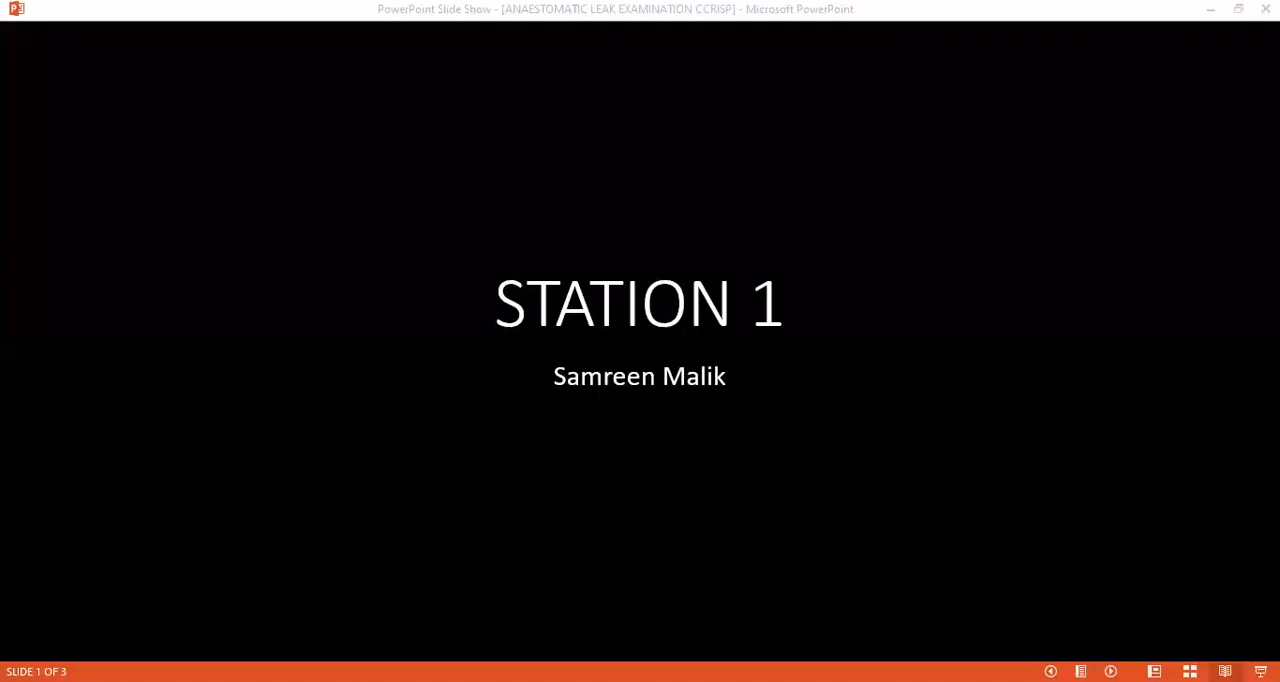 PowerPoint Slide Show - [ANAESTOMATIC LEAK EXAMINATION CCRISP] - Microsoft PowerPoint
STATION 1
Samreen Malik
SLIDE 1 OF 3